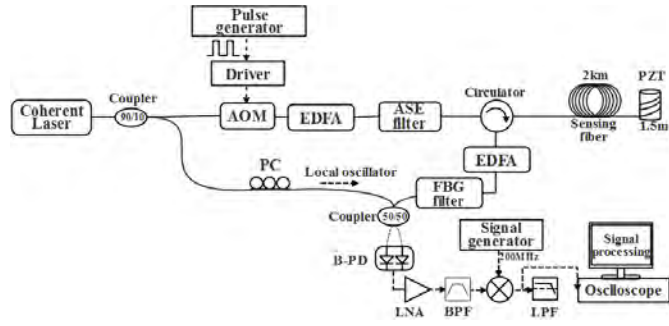 Pulse
generator
Driver
Coupler
Coherent
Laser
90/10
AOM
EDFA
ASE
filter
Circulator
2km
Sensing
fiber
PZT
1.5m
EDFA
PC
Local oscillator
FBG
filter
Coupler
50/50
Signal
generator
200MHz
B-PD
LNA
BPF
LPF
Signal
processing
Osclloscope